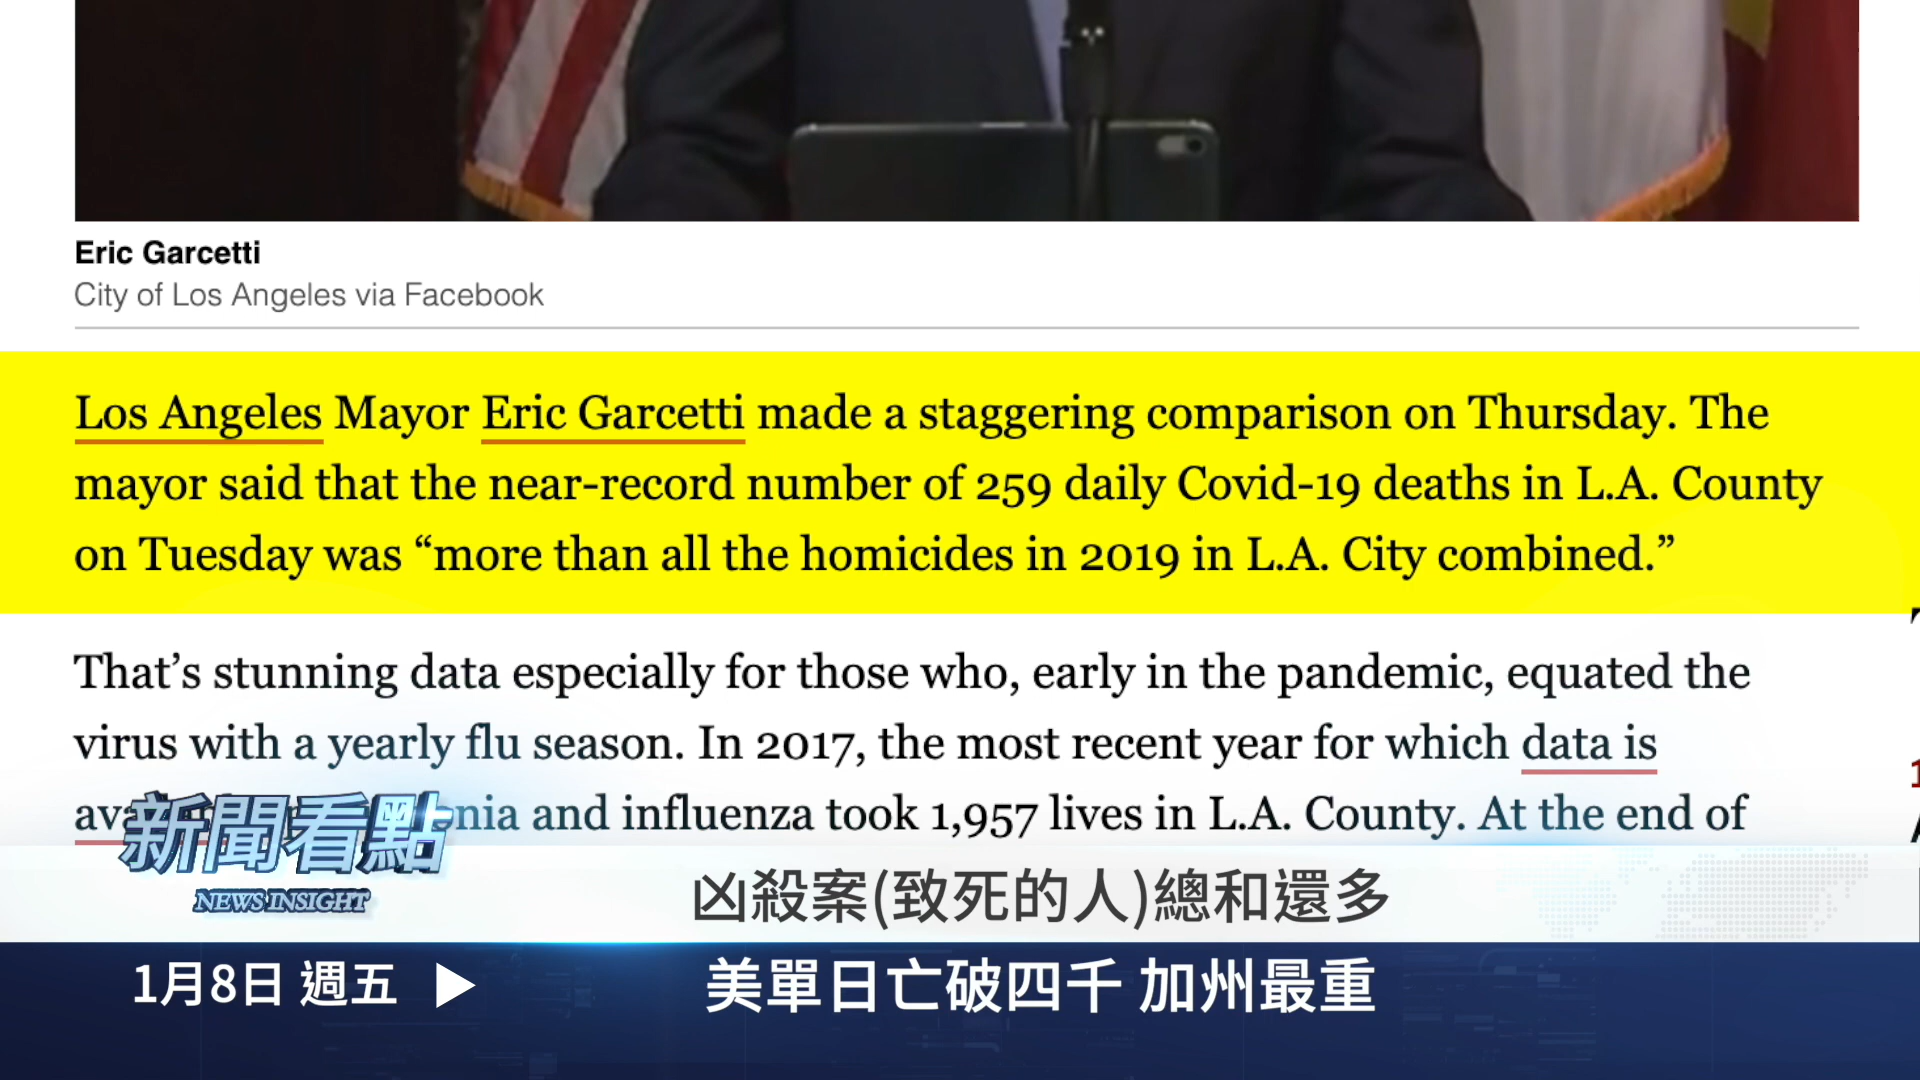 Eric Garcetti
City of Los Angeles via Facebook
Los Angeles Mayor Eric Garcetti made a staggering comparison on Thursday. The
mayor said that the near-record number of 259 daily Covid-19 deaths in L.A. County
on Tuesday was “more than all the homicides in 2019 in L.A. City combined.”
That’s stunning data especially for those who, early in the pandemic, equated the
virus with a yearly flu season. In 2017, the most recent year for which data is
and influenza took 1,957 lives in L.A. County. At the end of
新聞看點
NEWS INSIGHT
凶殺案(致死的人)總和還多
1月8日 週五
美單日亡破四千 加州最重